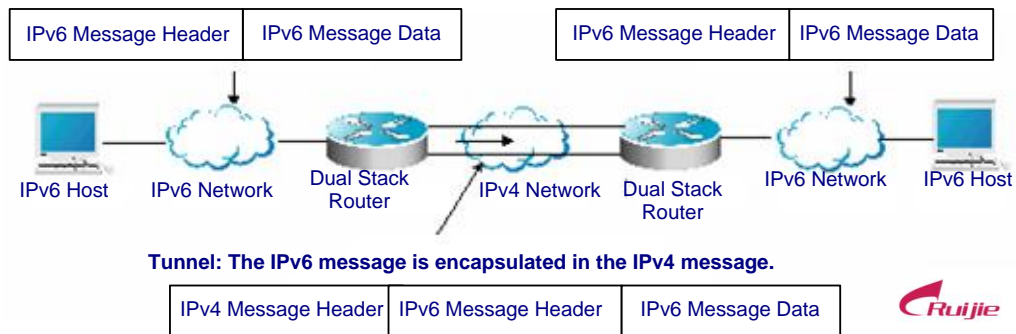 IPv6 Message Header IPv6 Message Data
IPv6 Message Header IPv6 Message Data
IPv6 Host
IPv6 Network
Dual Stack
Router
IPv4 Network
Dual Stack
Router
IPv6 Network
IPv6 Host
Tunnel: The IPv6 message is encapsulated in the IPv4 message.
IPv4 Message Header IPv6 Message Header IPv6 Message Data
Ruijie